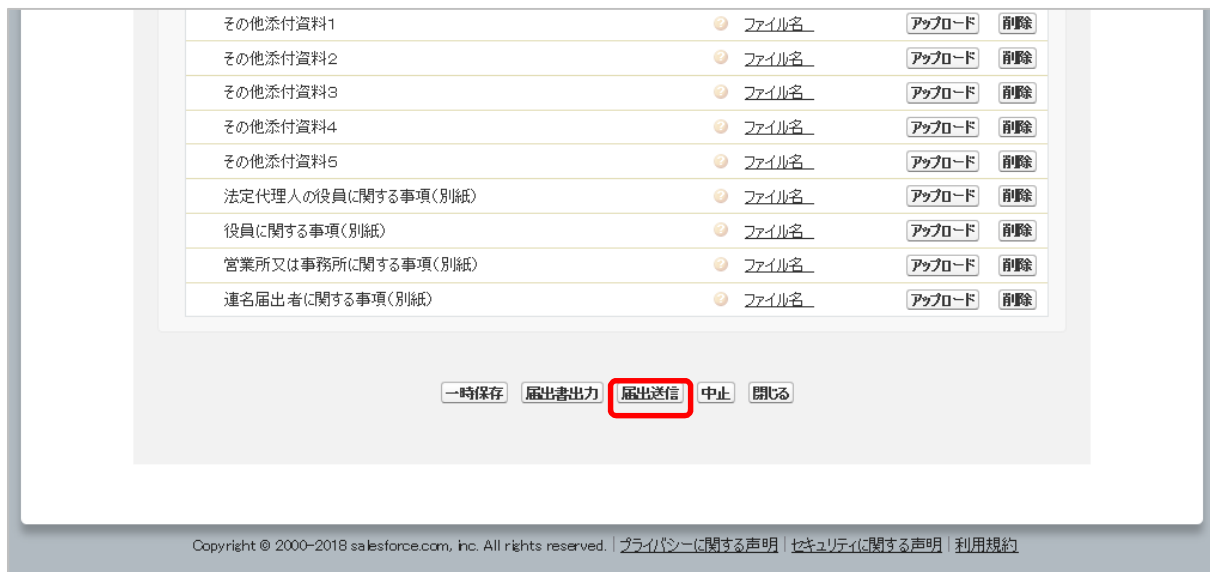 その他添付資料1 ? ファイル名 アップロード 削除
その他添付資料2 ? ファイル名 アップロード 削除
その他添付資料3 ? ファイル名 アップロード 削除
その他添付資料4 ? ファイル名 アップロード 削除
その他添付資料5 ? ファイル名 アップロード 削除
法定代理人の役員に関する事項(別紙) ? ファイル名 アップロード 削除
役員に関する事項(別紙) ? ファイル名 アップロード 削除
営業所又は事務所に関する事項(別紙) ? ファイル名 アップロード 削除
連名届出者に関する事項(別紙) ? ファイル名 アップロード 削除
一時保存 届出書出力 届出送信 中止 閉じる
Copyright © 2000-2018 salesforce.com, inc. All rights reserved. | プライバシーに関する声明 | セキュリティに関する声明 | 利用規約